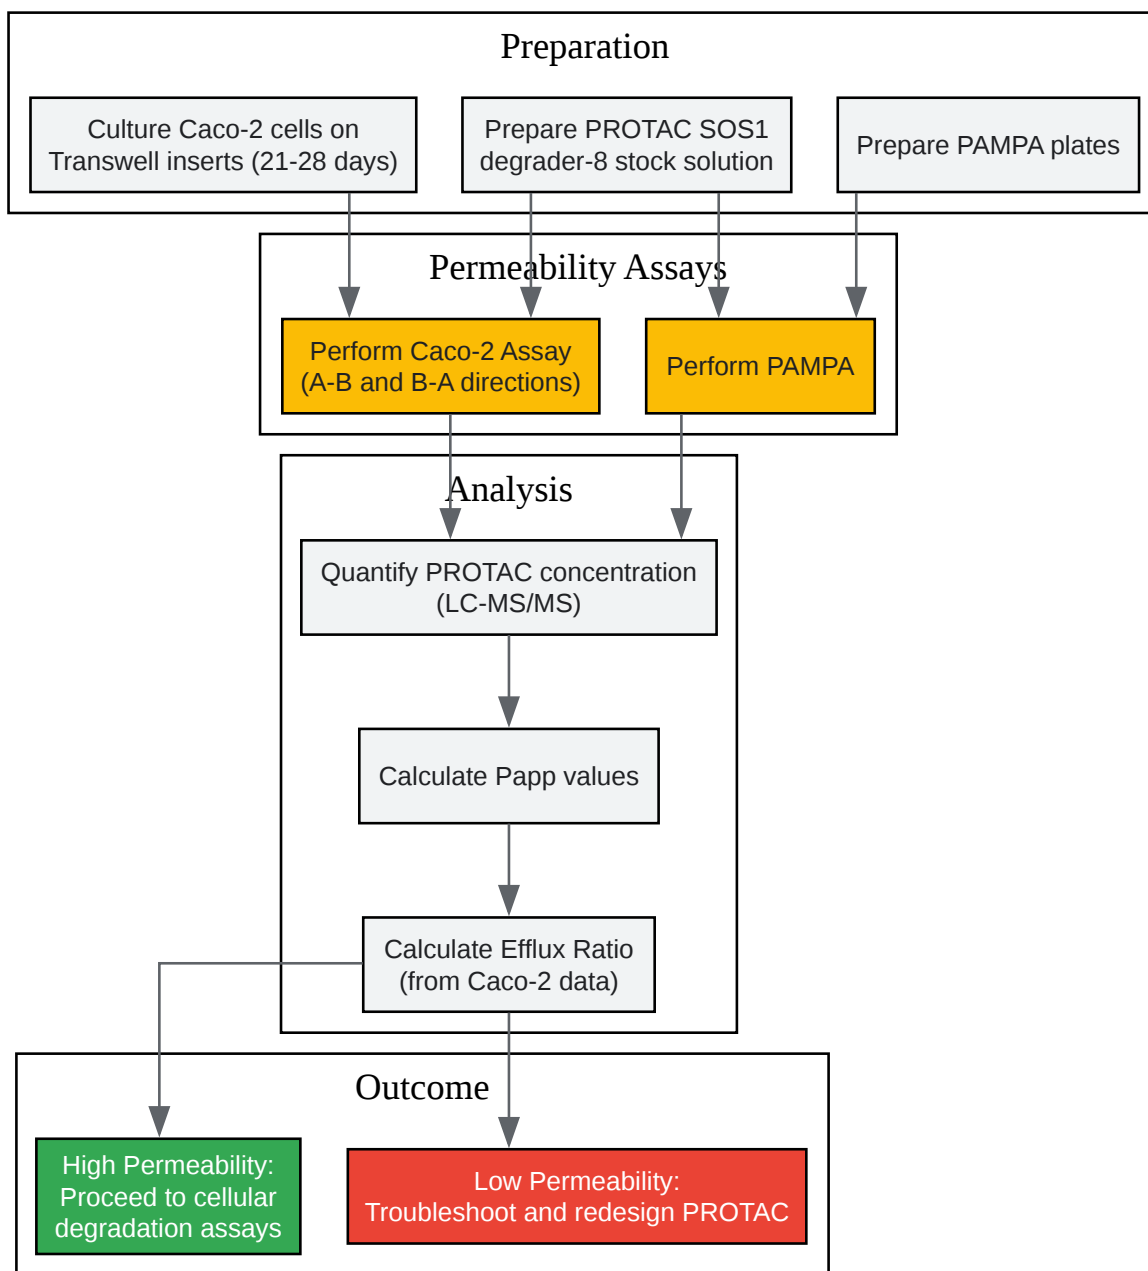 Preparation
Culture Caco-2 cells on
Transwell inserts (21-28 days)
Prepare PROTAC SOS1
degrader-8 stock solution
Prepare PAMPA plates
Permeability Assays
Perform Caco-2 Assay
(A-B and B-A directions)
Perform PAMPA
Analysis
Quantify PROTAC concentration
(LC-MS/MS)
Calculate Papp values
Calculate Efflux Ratio
(from Caco-2 data)
Outcome
High Permeability:
Proceed to cellular
degradation assays
Low Permeability:
Troubleshoot and redesign PROTAC